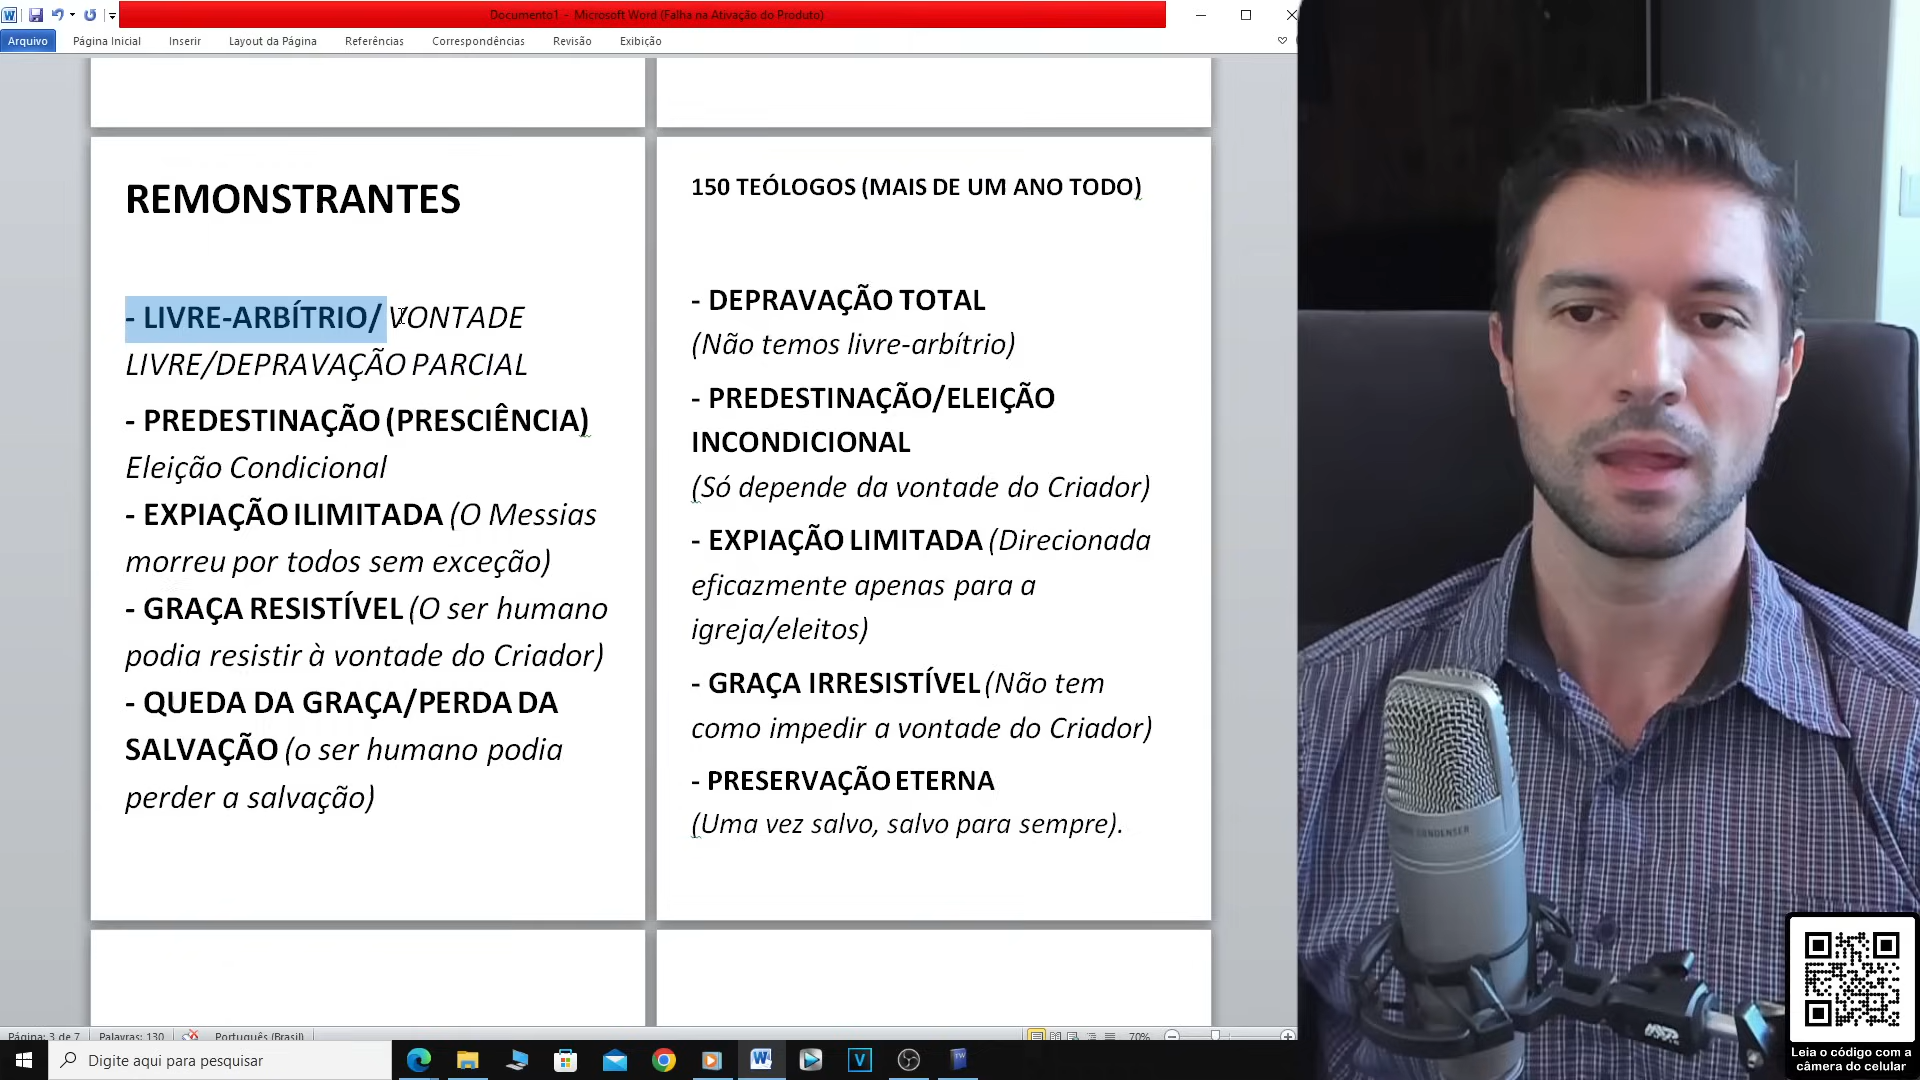 Documento1 - Microsoft Word (Falha na Ativação do Produto)
Arquivo Página Inicial Inserir Layout da Página Referências Correspondências Revisão Exibição
REMONSTRANTES
- LIVRE-ARBÍTRIO/ VONTADE
LIVRE/DEPRAVAÇÃO PARCIAL
- PREDESTINAÇÃO (PRESCIÊNCIA)
Eleição Condicional
- EXPIAÇÃO ILIMITADA (O Messias
morreu por todos sem exceção)
- GRAÇA RESISTÍVEL (O ser humano
podia resistir à vontade do Criador)
- QUEDA DA GRAÇA/PERDA DA
SALVAÇÃO (o ser humano podia
perder a salvação)
150 TEÓLOGOS (MAIS DE UM ANO TODO)
- DEPRAVAÇÃO TOTAL
(Não temos livre-arbítrio)
- PREDESTINAÇÃO/ELEIÇÃO
INCONDICIONAL
(Só depende da vontade do Criador)
- EXPIAÇÃO LIMITADA (Direcionada
eficazmente apenas para a
igreja/eleitos)
- GRAÇA IRRESISTÍVEL (Não tem
como impedir a vontade do Criador)
- PRESERVAÇÃO ETERNA
(Uma vez salvo, salvo para sempre).
Página: 3 de 7 Palavras: 130 Português (Brasil) 70%
Digite aqui para pesquisar
Leia o código com a
câmera do celular